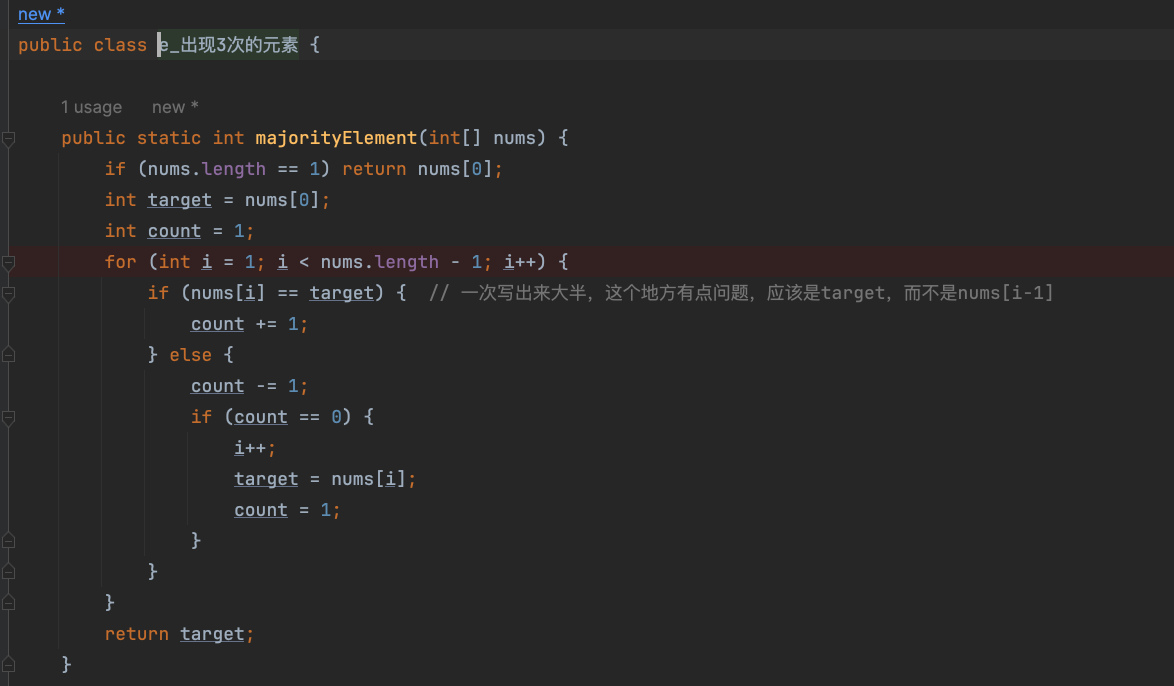 new *
public class e_出现3次的元素 {
1 usage new *
public static int majorityElement(int[] nums) {
if (nums.length == 1) return nums[0];
int target = nums[0];
int count = 1;
for (int i = 1; i < nums.length - 1; i++) {
if (nums[i] == target) { // 一次写出来大半，这个地方有点问题，应该是target，而不是nums[i-1]
count += 1;
} else {
count -= 1;
if (count == 0) {
i++;
target = nums[i];
count = 1;
}
}
}
return target;
}